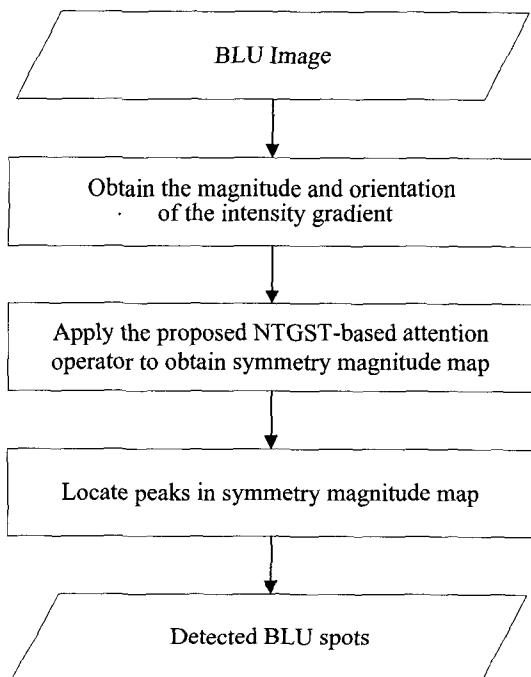 BLU Image
Obtain the magnitude and orientation
of the intensity gradient
Apply the proposed NTGST-based attention
operator to obtain symmetry magnitude map
Locate peaks in symmetry magnitude map
Detected BLU spots